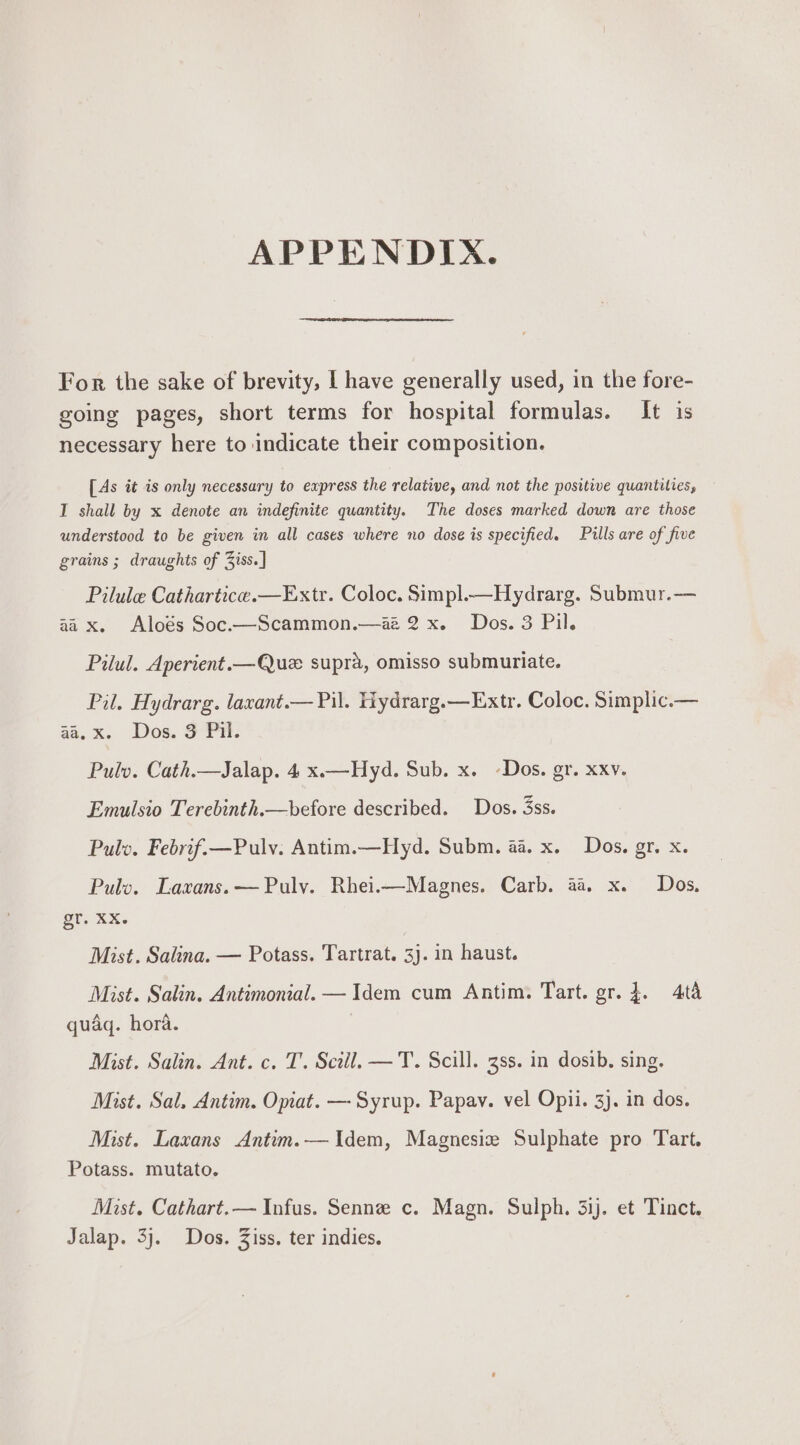 APPENDIX.
For the sake of brevity, I have generally used, in the fore-
going pages, short terms for hospital formulas. It is
necessary here to indicate their composition.
[As it is only necessary to express the relative, and not the positive quantities,
I shall by x denote an indefinite quantity. The doses marked down are those
understood to be given in all cases where no dose is specified. Pills are of five
grains; draughts of ℥iss.]
Pilulæ Catharticæ.—Extr. Coloc. Simpl.—Hydrarg. Submur.—
āā x. Aloës Soc.—Scammon.—āā 2 x. Dos. 3 Pil.
Pilul. Aperient.—Quæ suprà, omisso submuriate.
Pil. Hydrarg. laxant.—Pil. Hydrarg.—Extr. Coloc. Simplic.—
āā. x. Dos. 3 Pil.
Pulv. Cath.—Jalap. 4 x.—Hyd. Sub. x. Dos. gr. xxv.
Emulsio Terebinth.—before described. Dos. ℥ss.
Pulv. Febrif.—Pulv. Antim.—Hyd. Subm. āā. x. Dos. gr. x.
Pulv. Laxans.—Pulv. Rhei.—Magnes. Carb. āā. x. Dos.
gr. xx.
Mist. Salina.—Potass. Tartrat. ʒj. in haust.
Mist. Salin. Antimonial.—Idem cum Antim. Tart. gr. ¼. 4tâ
quâq. horâ.
Mist. Salin. Ant. c. T. Scill.—T. Scill. ʒss. in dosib. sing.
Mist. Sal. Antim. Opiat.—Syrup. Papav. vel Opii. ʒj. in dos.
Mist. Laxans Antim.—Idem, Magnesiæ Sulphate pro Tart.
Potass. mutato.
Mist. Cathart.—Infus. Sennæ c. Magn. Sulph. ʒij. et Tinct.
Jalap. ʒj. Dos. ℥iss. ter indies.